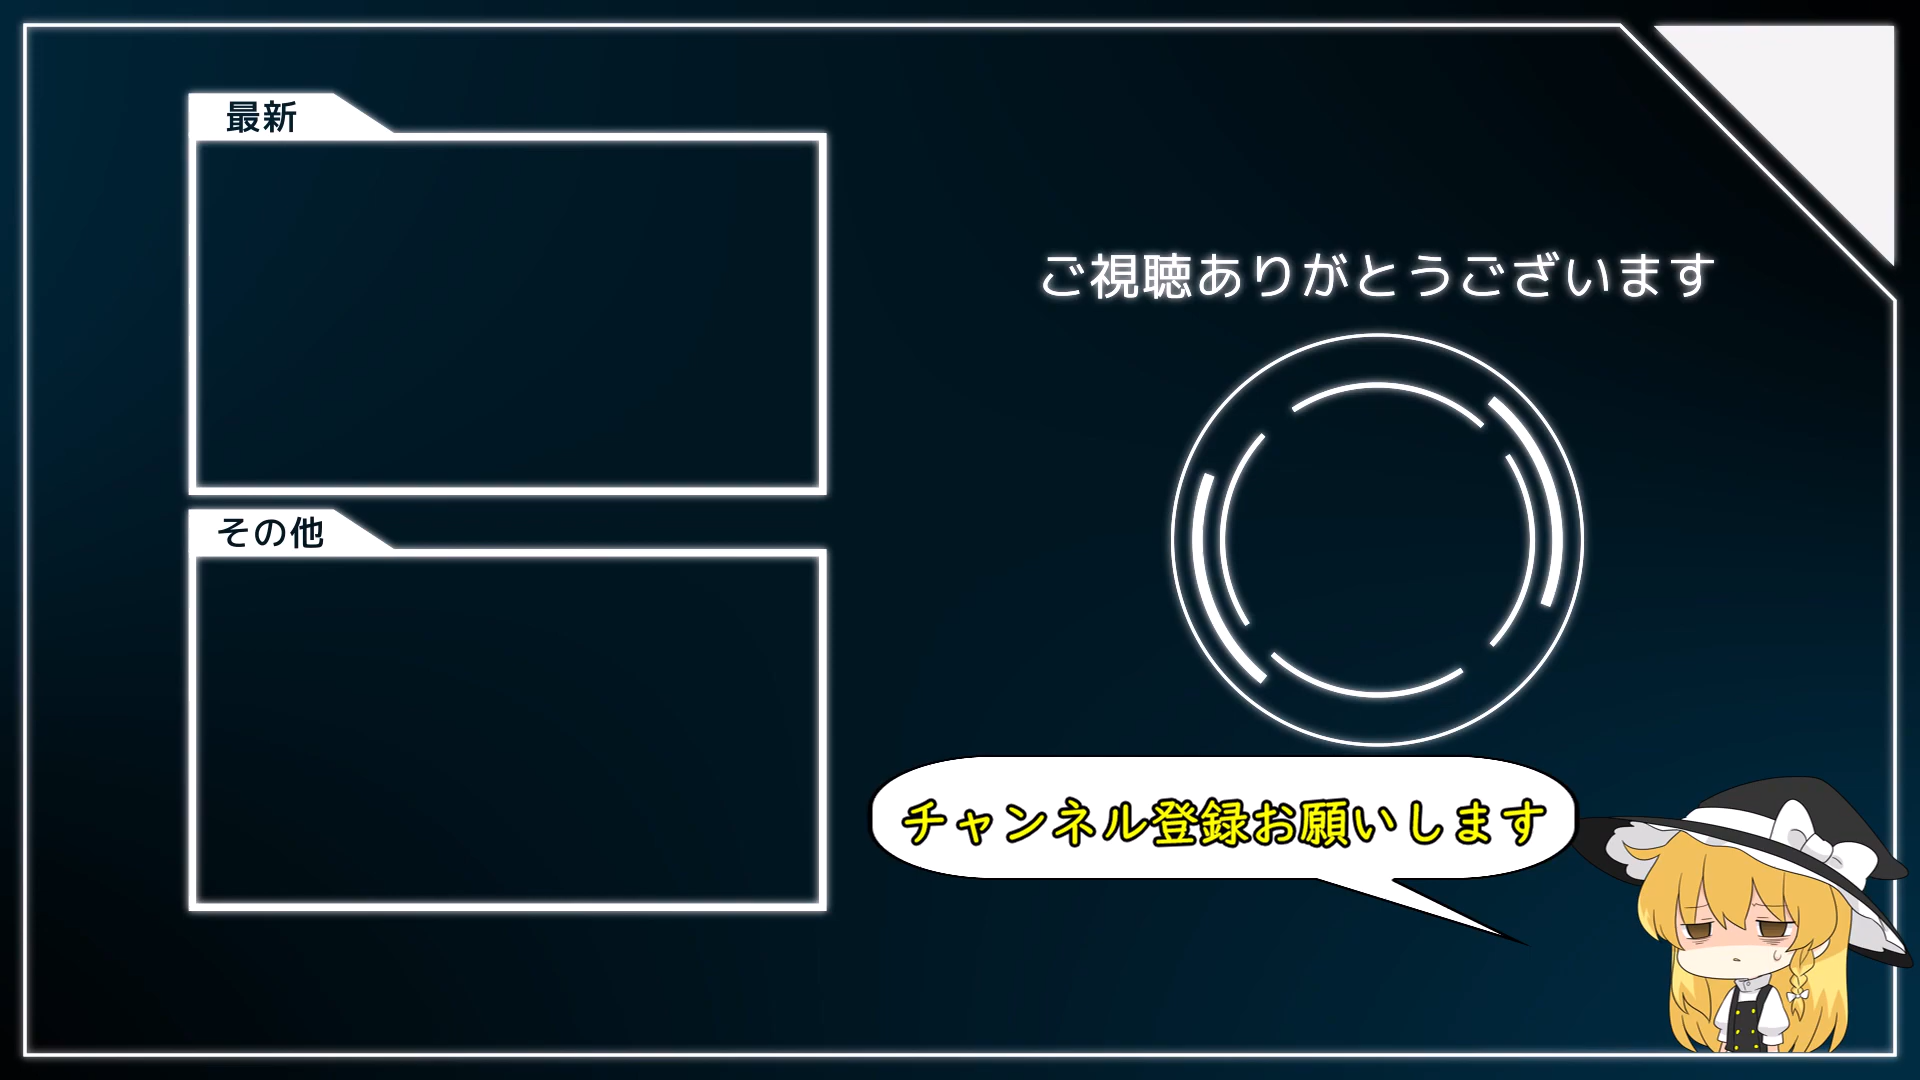 最新
その他
ご視聴ありがとうございます
チャンネル登録お願いします